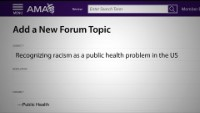 MENU
AMA
Enter Search Term
Member
Add a New Forum Topic
Recognizing racism as a public health problem in the US
--Public Health